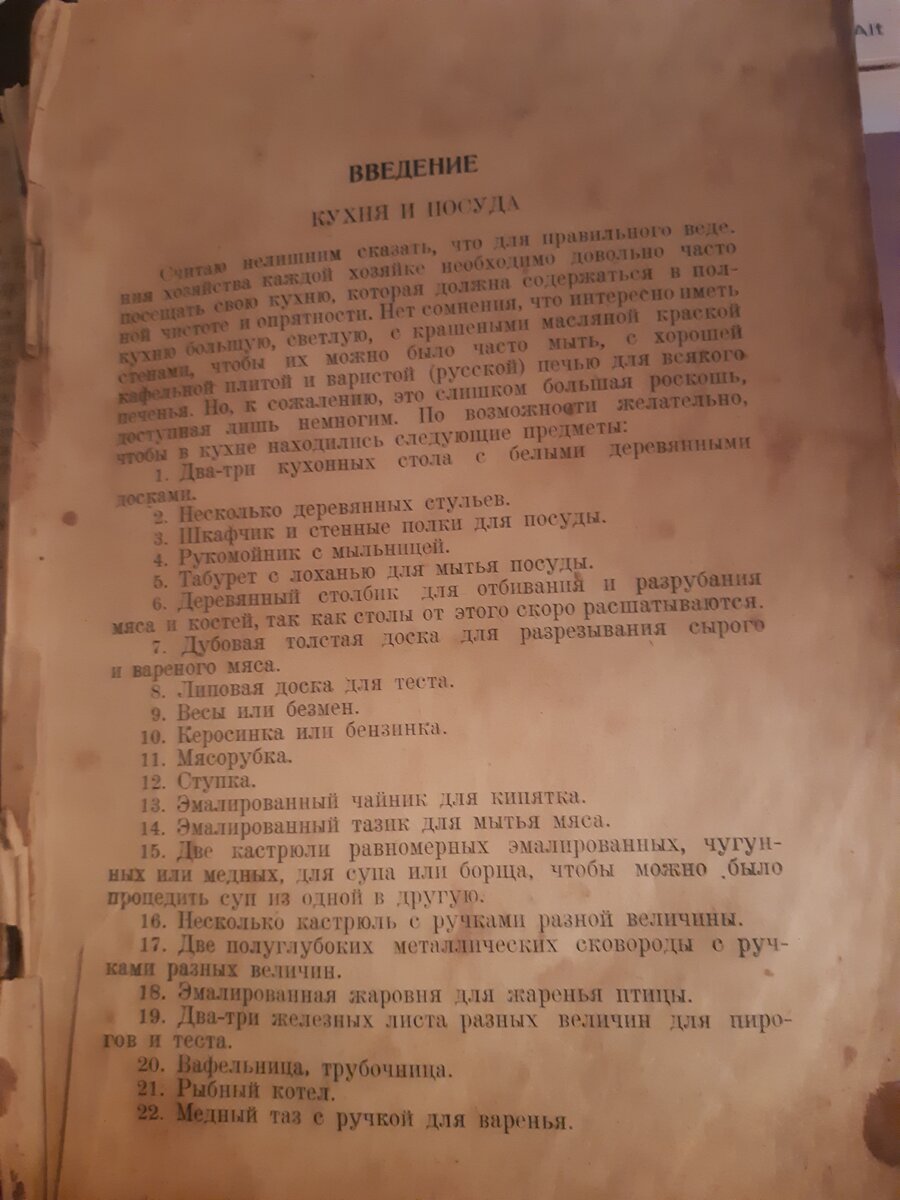 Alt
ВВЕДЕНИЕ
КУХНЯ И ПОСУДА
Считаю нелишним сказать, что для правильного веде-
ния хозяйства каждой хозяйке необходимо довольно часто
посещать свою кухню, которая должна содержаться в пол-
ной чистоте и опрятности. Нет сомнения, что интересно иметь
кухню большую, светлую, с крашеными масляной краской
стенами, чтобы их можно было часто мыть, с хорошей
кафельной плитой и варистой (русской) печью для всякого
печенья. Но, к сожалению, это слишком большая роскошь,
доступная лишь немногим. По возможности желательно,
чтобы в кухне находились следующие предметы:
1. Два-три кухонных стола с белыми деревянными
досками.
2. Несколько деревянных стульев.
3. Шкафчик и стенные полки для посуды.
4. Рукомойник с мыльницей.
5. Табурет с лоханью для мытья посуды.
6. Деревянный столбик для отбивания и разрубания
мяса и костей, так как столы от этого скоро расшатываются.
7. Дубовая толстая доска для разрезывания сырого
и вареного мяса.
8. Липовая доска для теста.
9. Весы или безмен.
10. Керосинка или бензинка.
11. Мясорубка.
12. Ступка.
13. Эмалированный чайник для кипятка.
14. Эмалированный тазик для мытья мяса.
15. Две кастрюли равномерных эмалированных, чугун-
ных или медных, для супа или борща, чтобы можно было
процедить суп из одной в другую.
16. Несколько кастрюль с ручками разной величины.
17. Две полуглубоких металлических сковороды с руч-
ками разных величин.
18. Эмалированная жаровня для жаренья птицы.
19. Два-три железных листа разных величин для пиро-
гов и теста.
20. Вафельница, трубочница.
21. Рыбный котел.
22. Медный таз с ручкой для варенья.